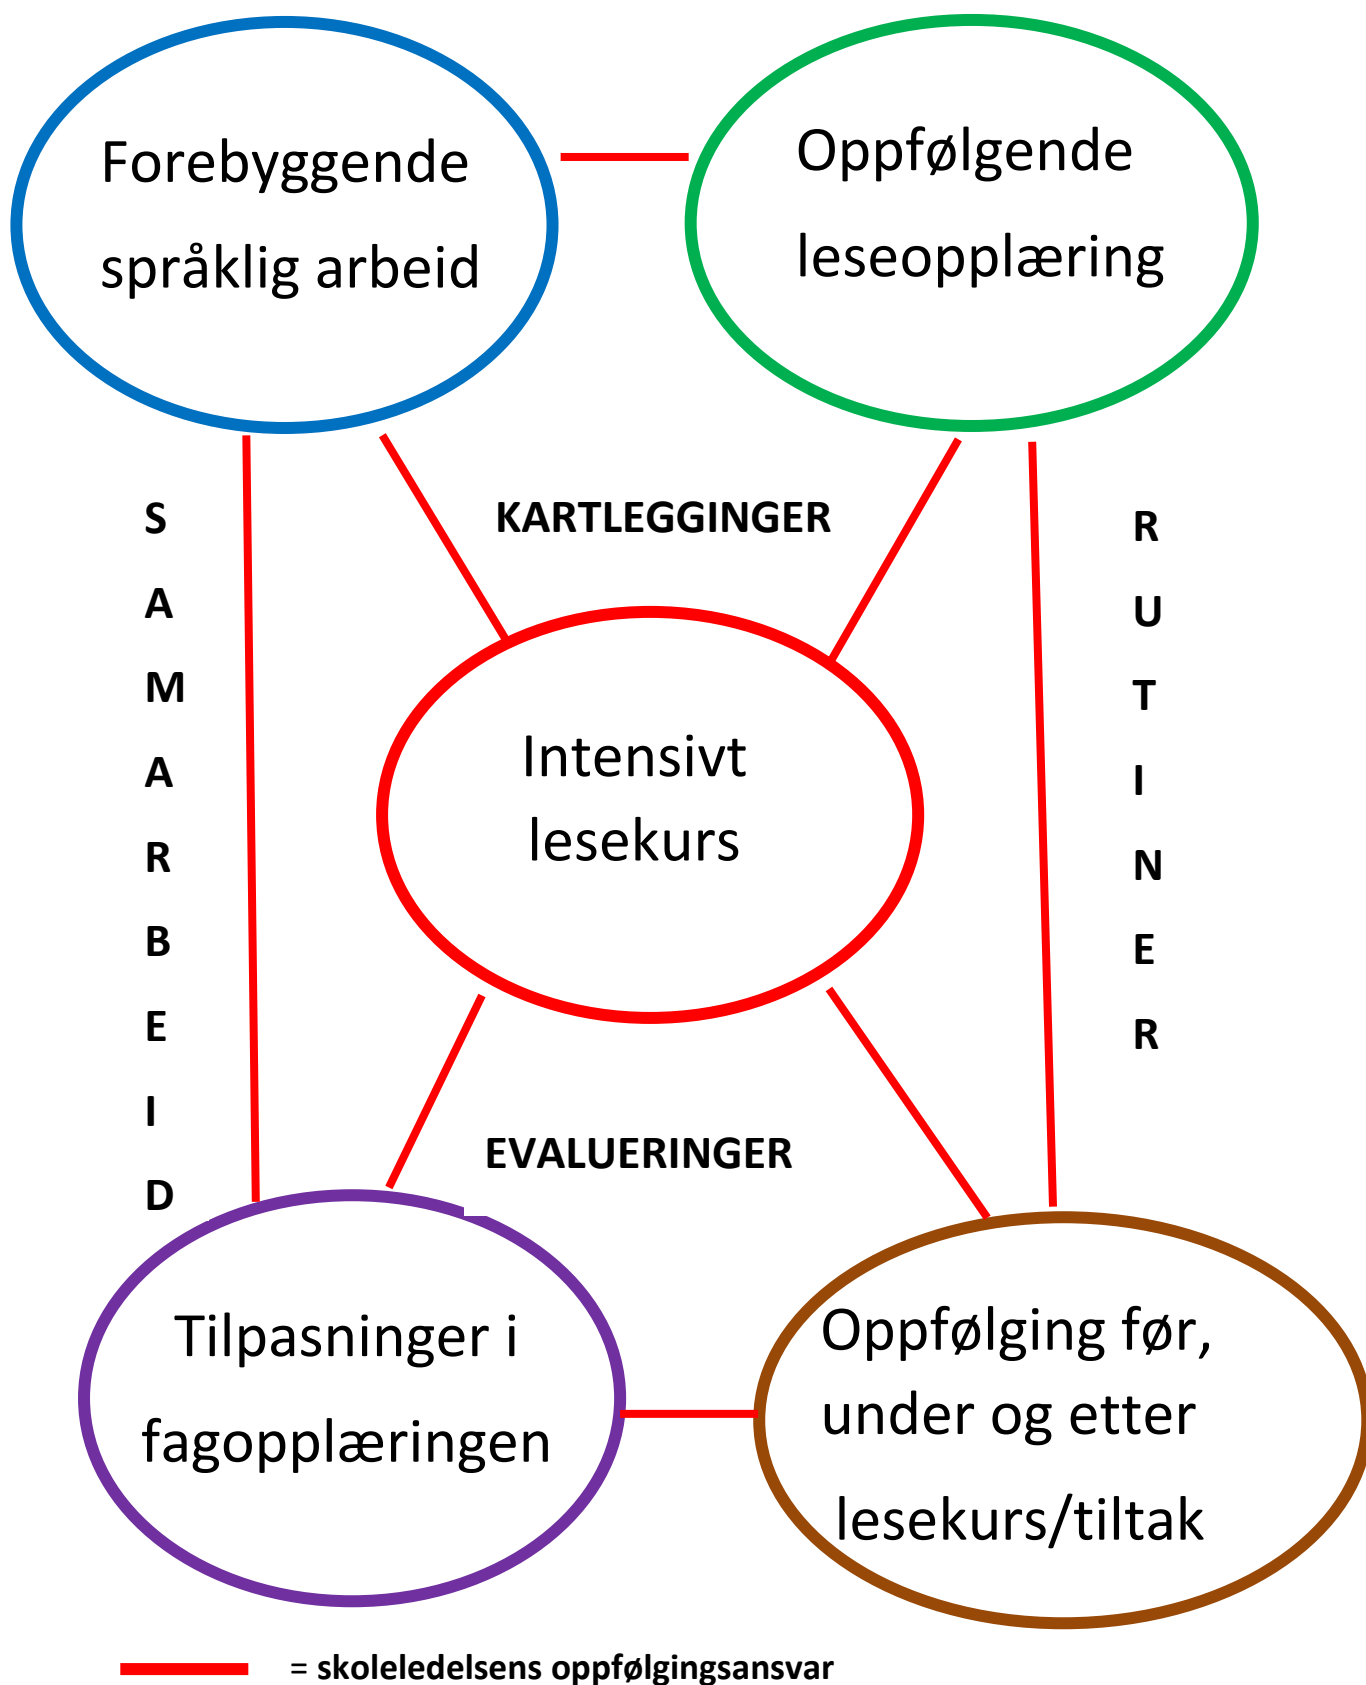 Forebyggende
språklig arbeid
Oppfølgende
leseopplæring
KARTLEGGINGER
S
A
M
A
R
B
E
I
D
R
U
T
I
N
E
R
Intensivt
lesekurs
EVALUERINGER
Tilpasninger i
fagopplæringen
Oppfølging før,
under og etter
lesekurs/tiltak
= skoleledelsens oppfølgingsansvar